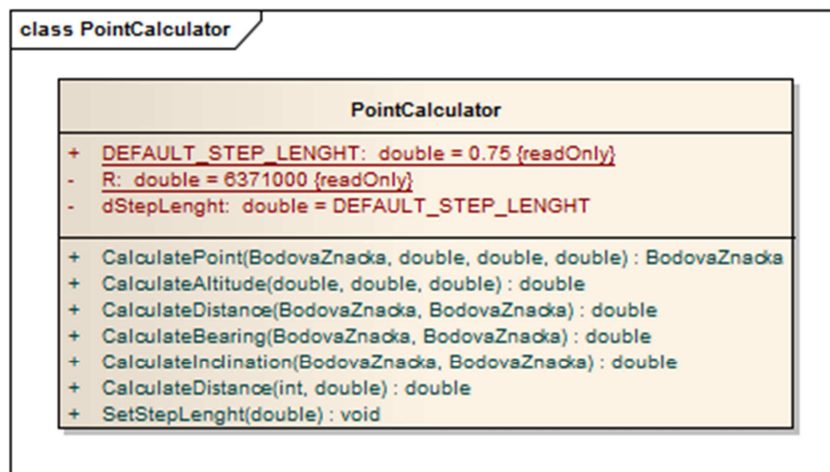 class PointCalculator
PointCalculator
+ DEFAULT_STEP_LENGHT: double = 0.75 {readOnly}
- R: double = 6371000 {readOnly}
- dStepLenght: double = DEFAULT_STEP_LENGHT
+ CalculatePoint(BodovaZnacka, double, double, double) : BodovaZnacka
+ CalculateAltitude(double, double, double) : double
+ CalculateDistance(BodovaZnacka, BodovaZnacka) : double
+ CalculateBearing(BodovaZnacka, BodovaZnacka) : double
+ CalculateInclination(BodovaZnacka, BodovaZnacka) : double
+ CalculateDistance(int, double) : double
+ SetStepLenght(double) : void